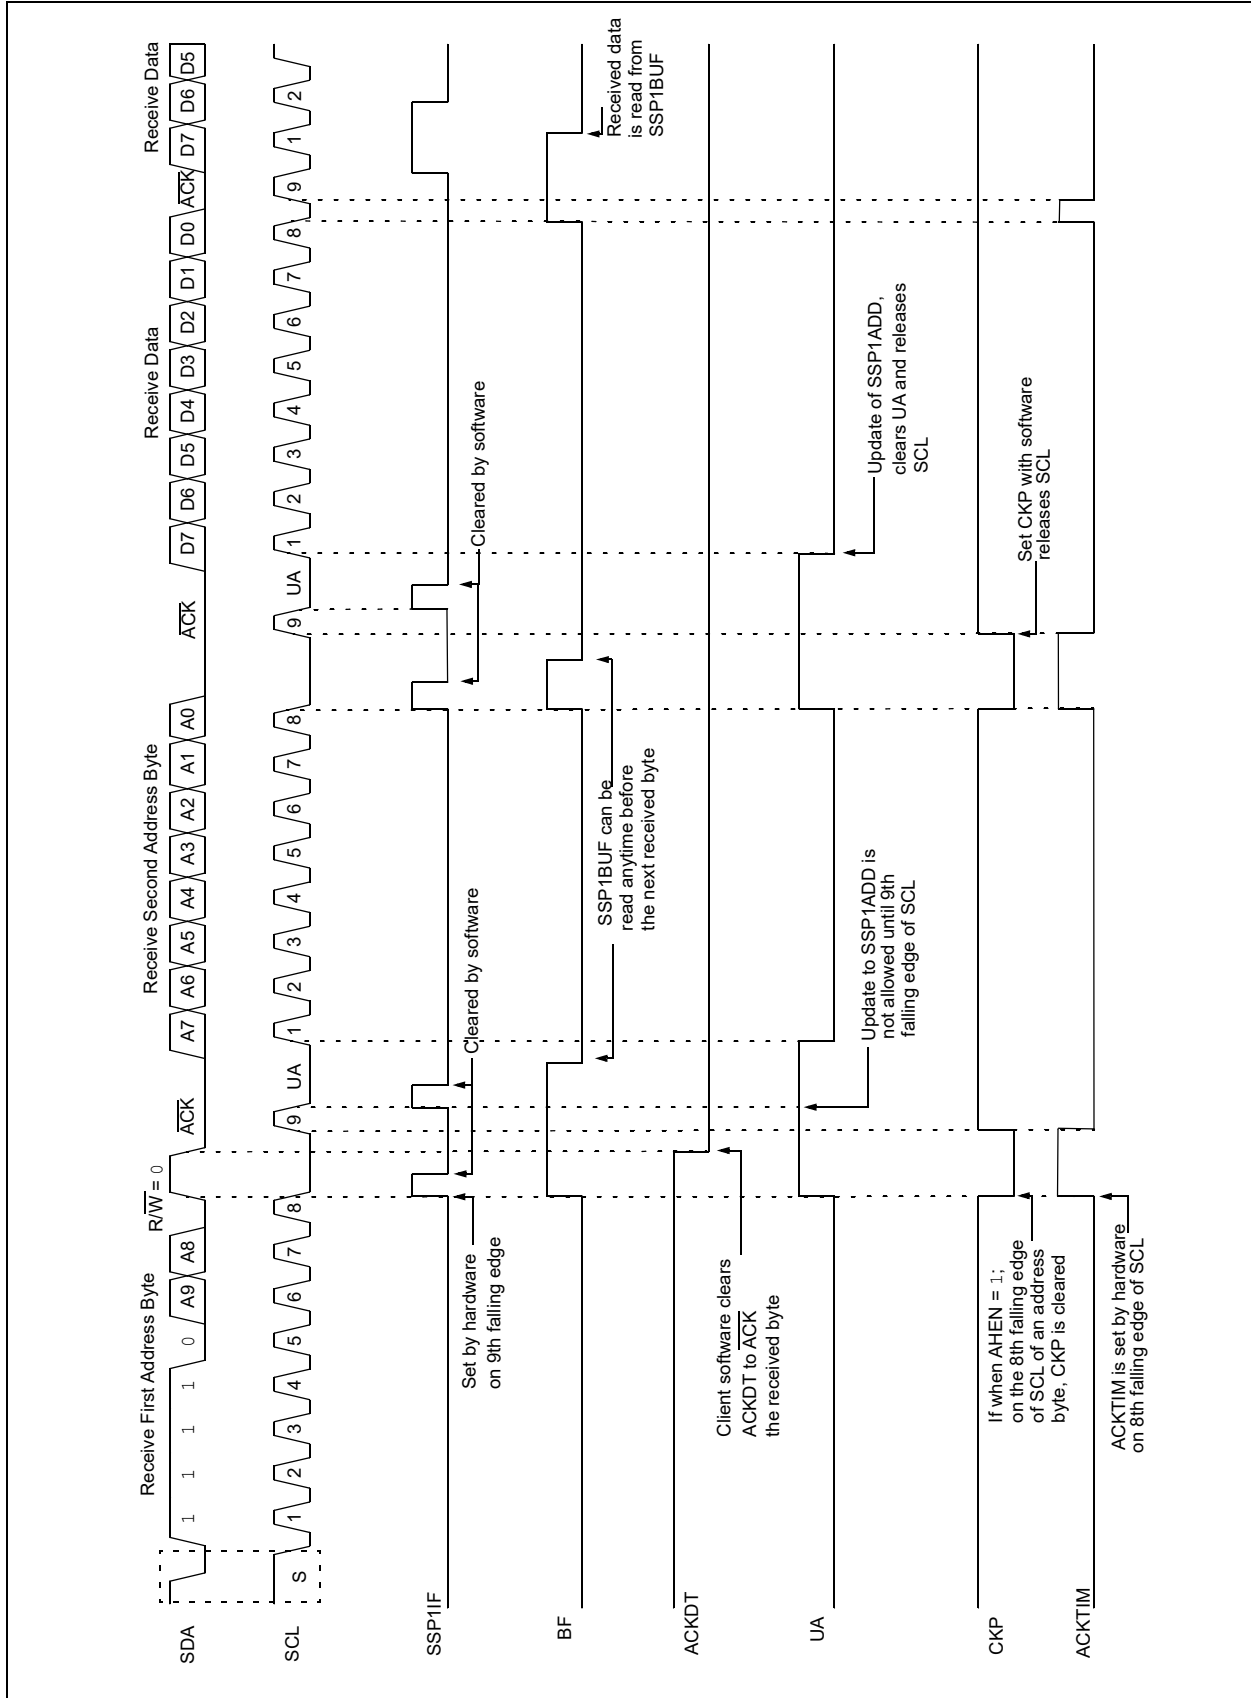 Receive First Address Byte
R/W = 0
Receive Second Address Byte
Receive Data
Receive Data
SDA
1 1 1 1 0 A9 A8 ACK A7 A6 A5 A4 A3 A2 A1 A0 ACK D7 D6 D5 D4 D3 D2 D1 D0 ACK D7 D6 D5
SCL
S 1 2 3 4 5 6 7 8 9 UA 1 2 3 4 5 6 7 8 9 UA 1 2 3 4 5 6 7 8 9 1 2
SSP1IF
Set by hardware
on 9th falling edge
Cleared by software
Cleared by software
BF
SSP1BUF can be
read anytime before
the next received byte
Received data
is read from
SSP1BUF
ACKDT
Client software clears
ACKDT to ACK
the received byte
UA
Update to SSP1ADD is
not allowed until 9th
falling edge of SCL
Update of SSP1ADD,
clears UA and releases
SCL
CKP
If when AHEN = 1;
on the 8th falling edge
of SCL of an address
byte, CKP is cleared
Set CKP with software
releases SCL
ACKTIM
ACKTIM is set by hardware
on 8th falling edge of SCL